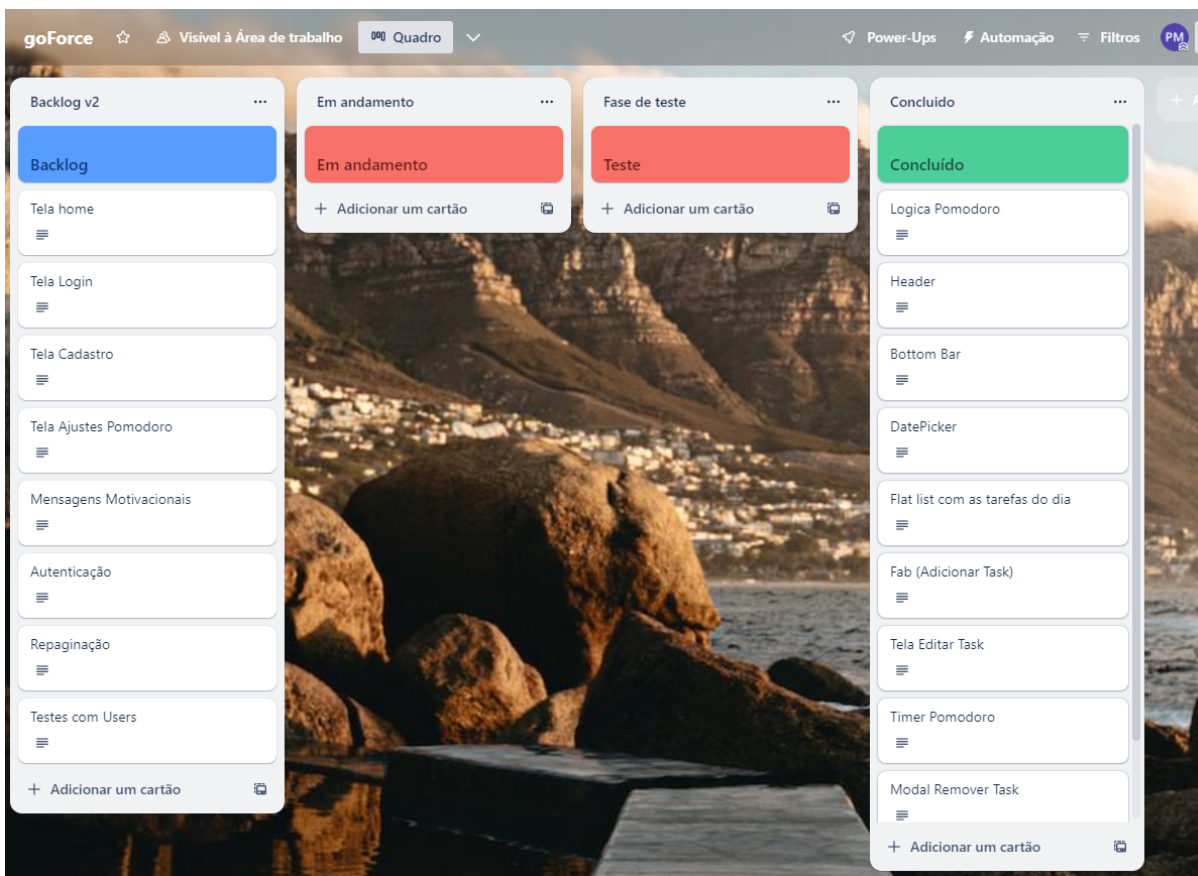 goForce
Visível à Área de trabalho
Quadro
Power-Ups
Automação
Filtros
PM
Backlog v2
Backlog
Tela home
Tela Login
Tela Cadastro
Tela Ajustes Pomodoro
Mensagens Motivacionais
Autenticação
Repaginação
Testes com Users
+ Adicionar um cartão
Em andamento
Em andamento
+ Adicionar um cartão
Fase de teste
Teste
+ Adicionar um cartão
Concluido
Concluído
Logica Pomodoro
Header
Bottom Bar
DatePicker
Flat list com as tarefas do dia
Fab (Adicionar Task)
Tela Editar Task
Timer Pomodoro
Modal Remover Task
+ Adicionar um cartão
+ A